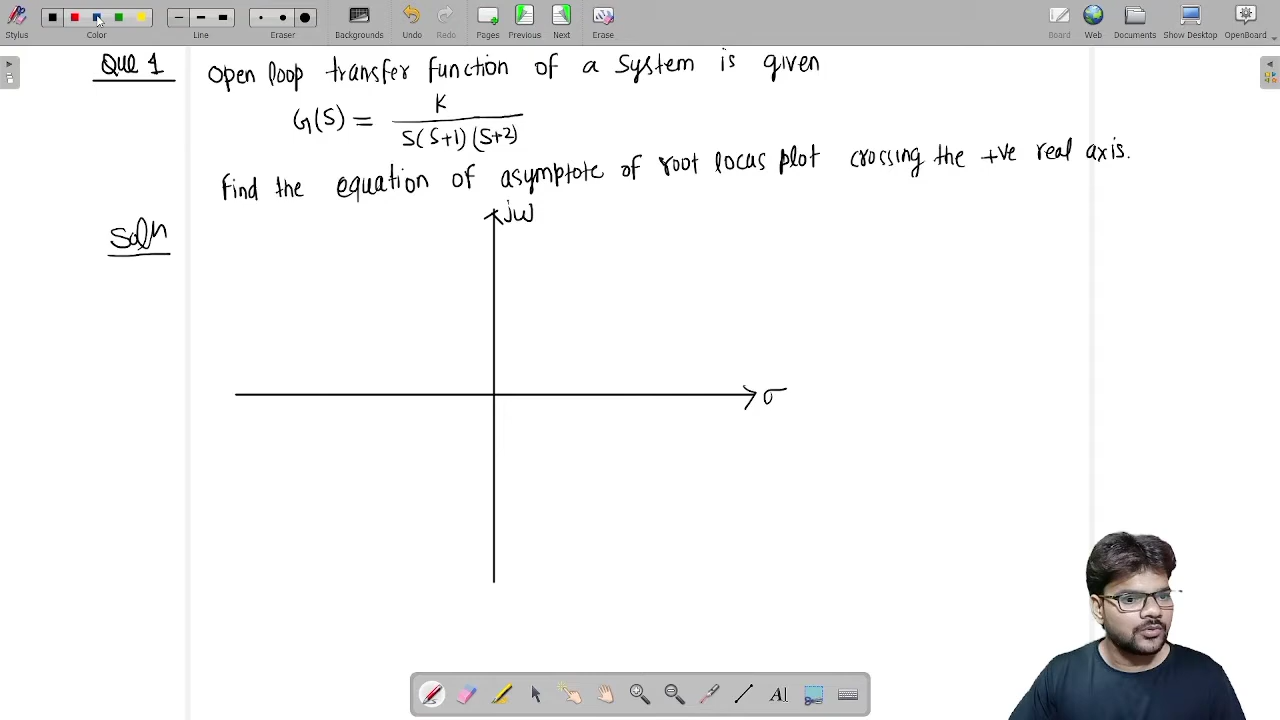 Stylus
Color
Line
Eraser
Backgrounds
Undo
Redo
Pages
Previous
Next
Erase
Board
Web
Documents
Show Desktop
OpenBoard
Que 1
Open loop transfer function of a system is given
G(S) = K / S(S+1)(S+2)
Find the equation of asymptote of root locus plot crossing the +ve real axis.
Soln
jω
σ
AI